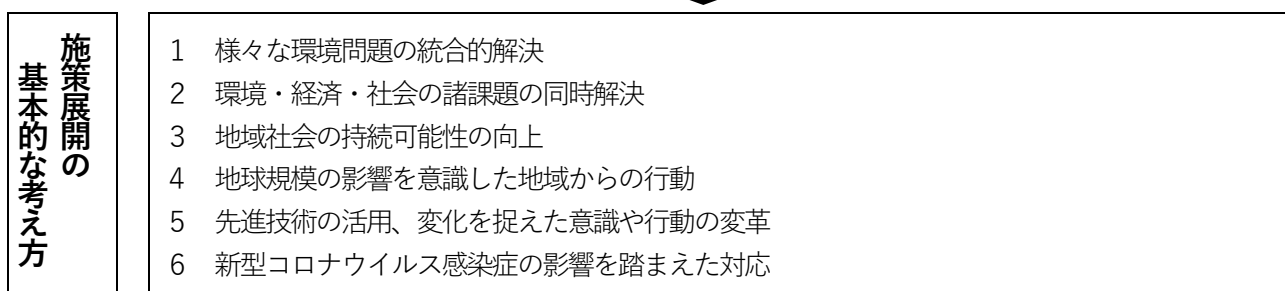 施策展開の
基本的な考え方
1 様々な環境問題の統合的解決
2 環境・経済・社会の諸課題の同時解決
3 地域社会の持続可能性の向上
4 地球規模の影響を意識した地域からの行動
5 先進技術の活用、変化を捉えた意識や行動の変革
6 新型コロナウイルス感染症の影響を踏まえた対応